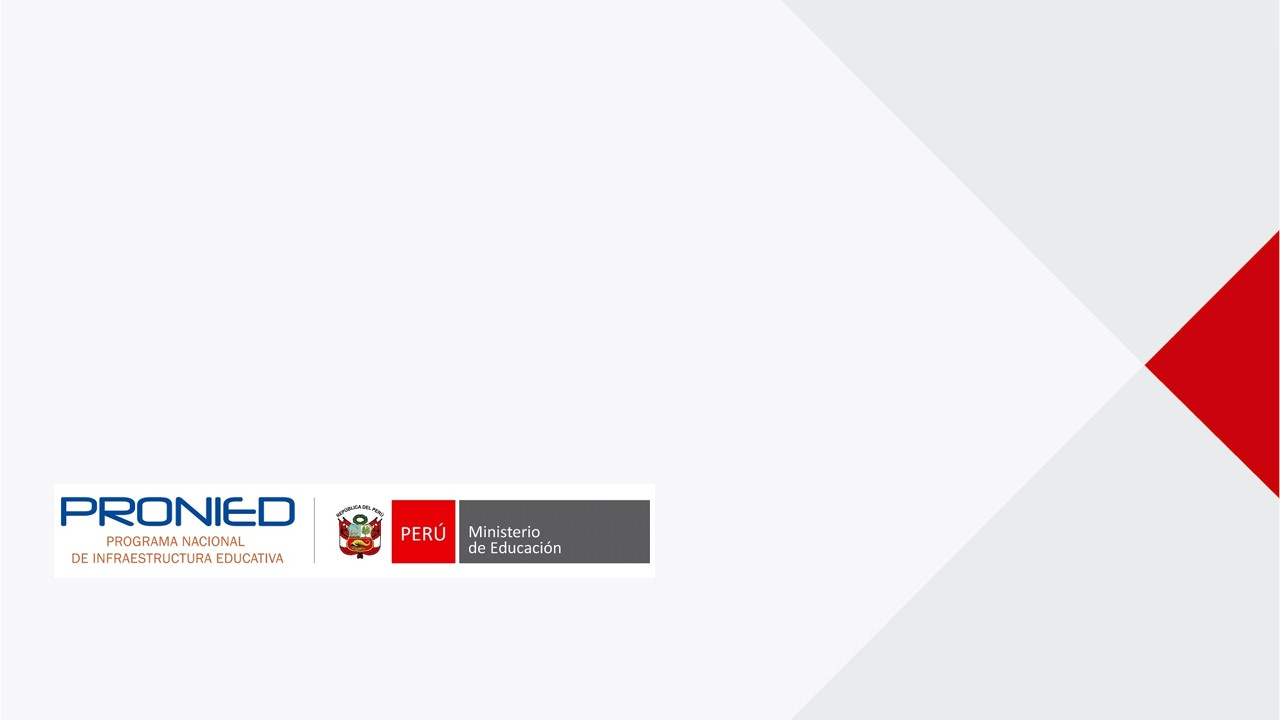 PRONIED
PROGRAMA NACIONAL
DE INFRAESTRUCTURA EDUCATIVA
REPÚBLICA DEL PERÚ
PERÚ
Ministerio
de Educación